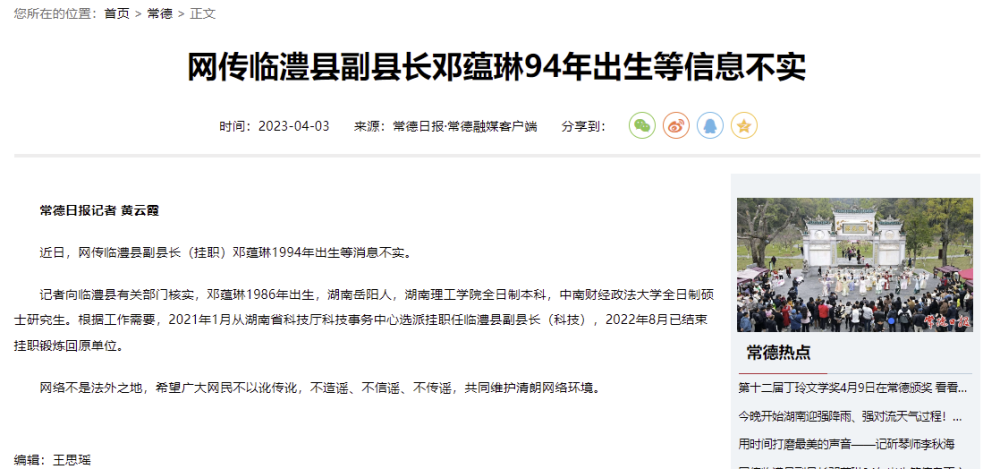 您所在的位置：首页 > 常德 > 正文
网传临澧县副县长邓蕴琳94年出生等信息不实
时间：2023-04-03 来源：常德日报·常德融媒客户端 分享到：
常德日报记者 黄云霞
近日，网传临澧县副县长（挂职）邓蕴琳1994年出生等消息不实。
记者向临澧县有关部门核实，邓蕴琳1986年出生，湖南岳阳人，湖南理工学院全日制本科，中南财经政法大学全日制硕
士研究生。根据工作需要，2021年1月从湖南省科技厅科技事务中心选派挂职任临澧县副县长（科技），2022年8月已结束
挂职锻炼回原单位。
网络不是法外之地，希望广大网民不以讹传讹，不造谣、不信谣、不传谣，共同维护清朗网络环境。
编辑：王思瑶
常德日报
常德热点
第十二届丁玲文学奖4月9日在常德颁奖 看看...
今晚开始湖南迎强降雨、强对流天气过程！...
用时间打磨最美的声音——记斫琴师李秋海